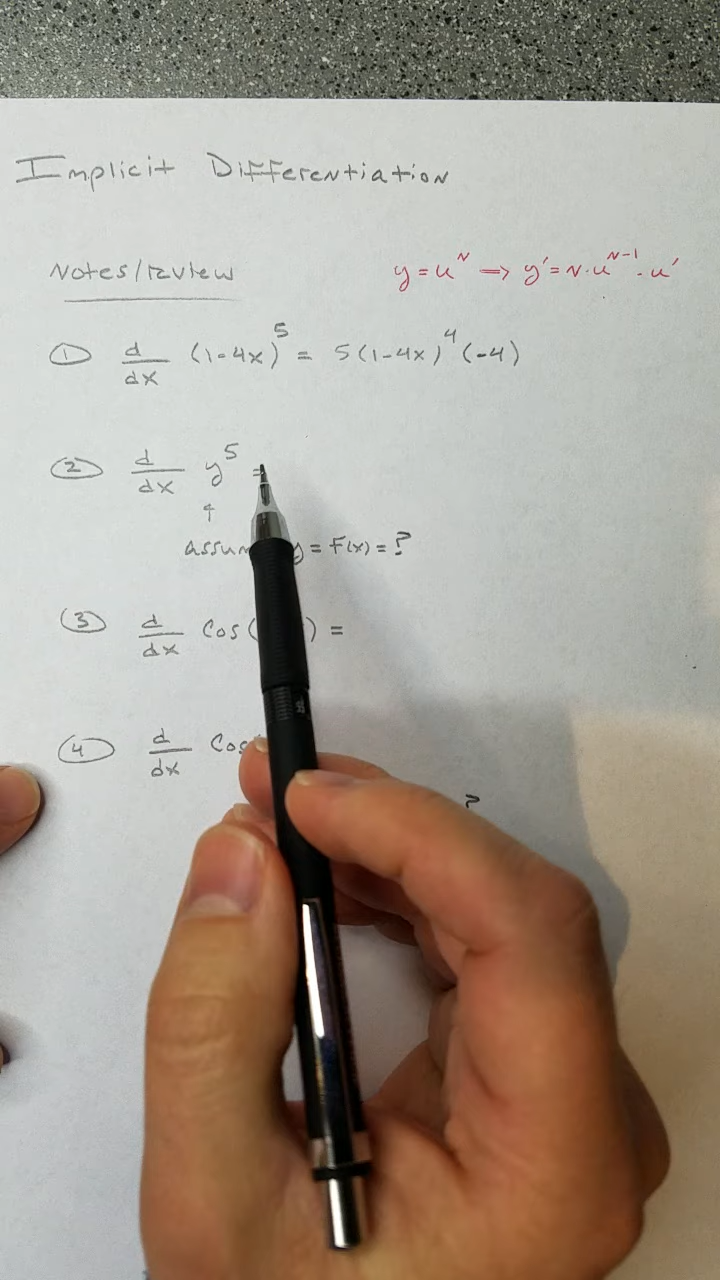 Implicit Differentiation
Notes/review
y = u^N ⇒ y' = N·u^(N-1)·u'
① d/dx (1-4x)^5 = 5(1-4x)^4(-4)
② d/dx y^5 =
↑
y = F(x) = ?
③ d/dx Cos( ) =
④ d/dx Cos
?